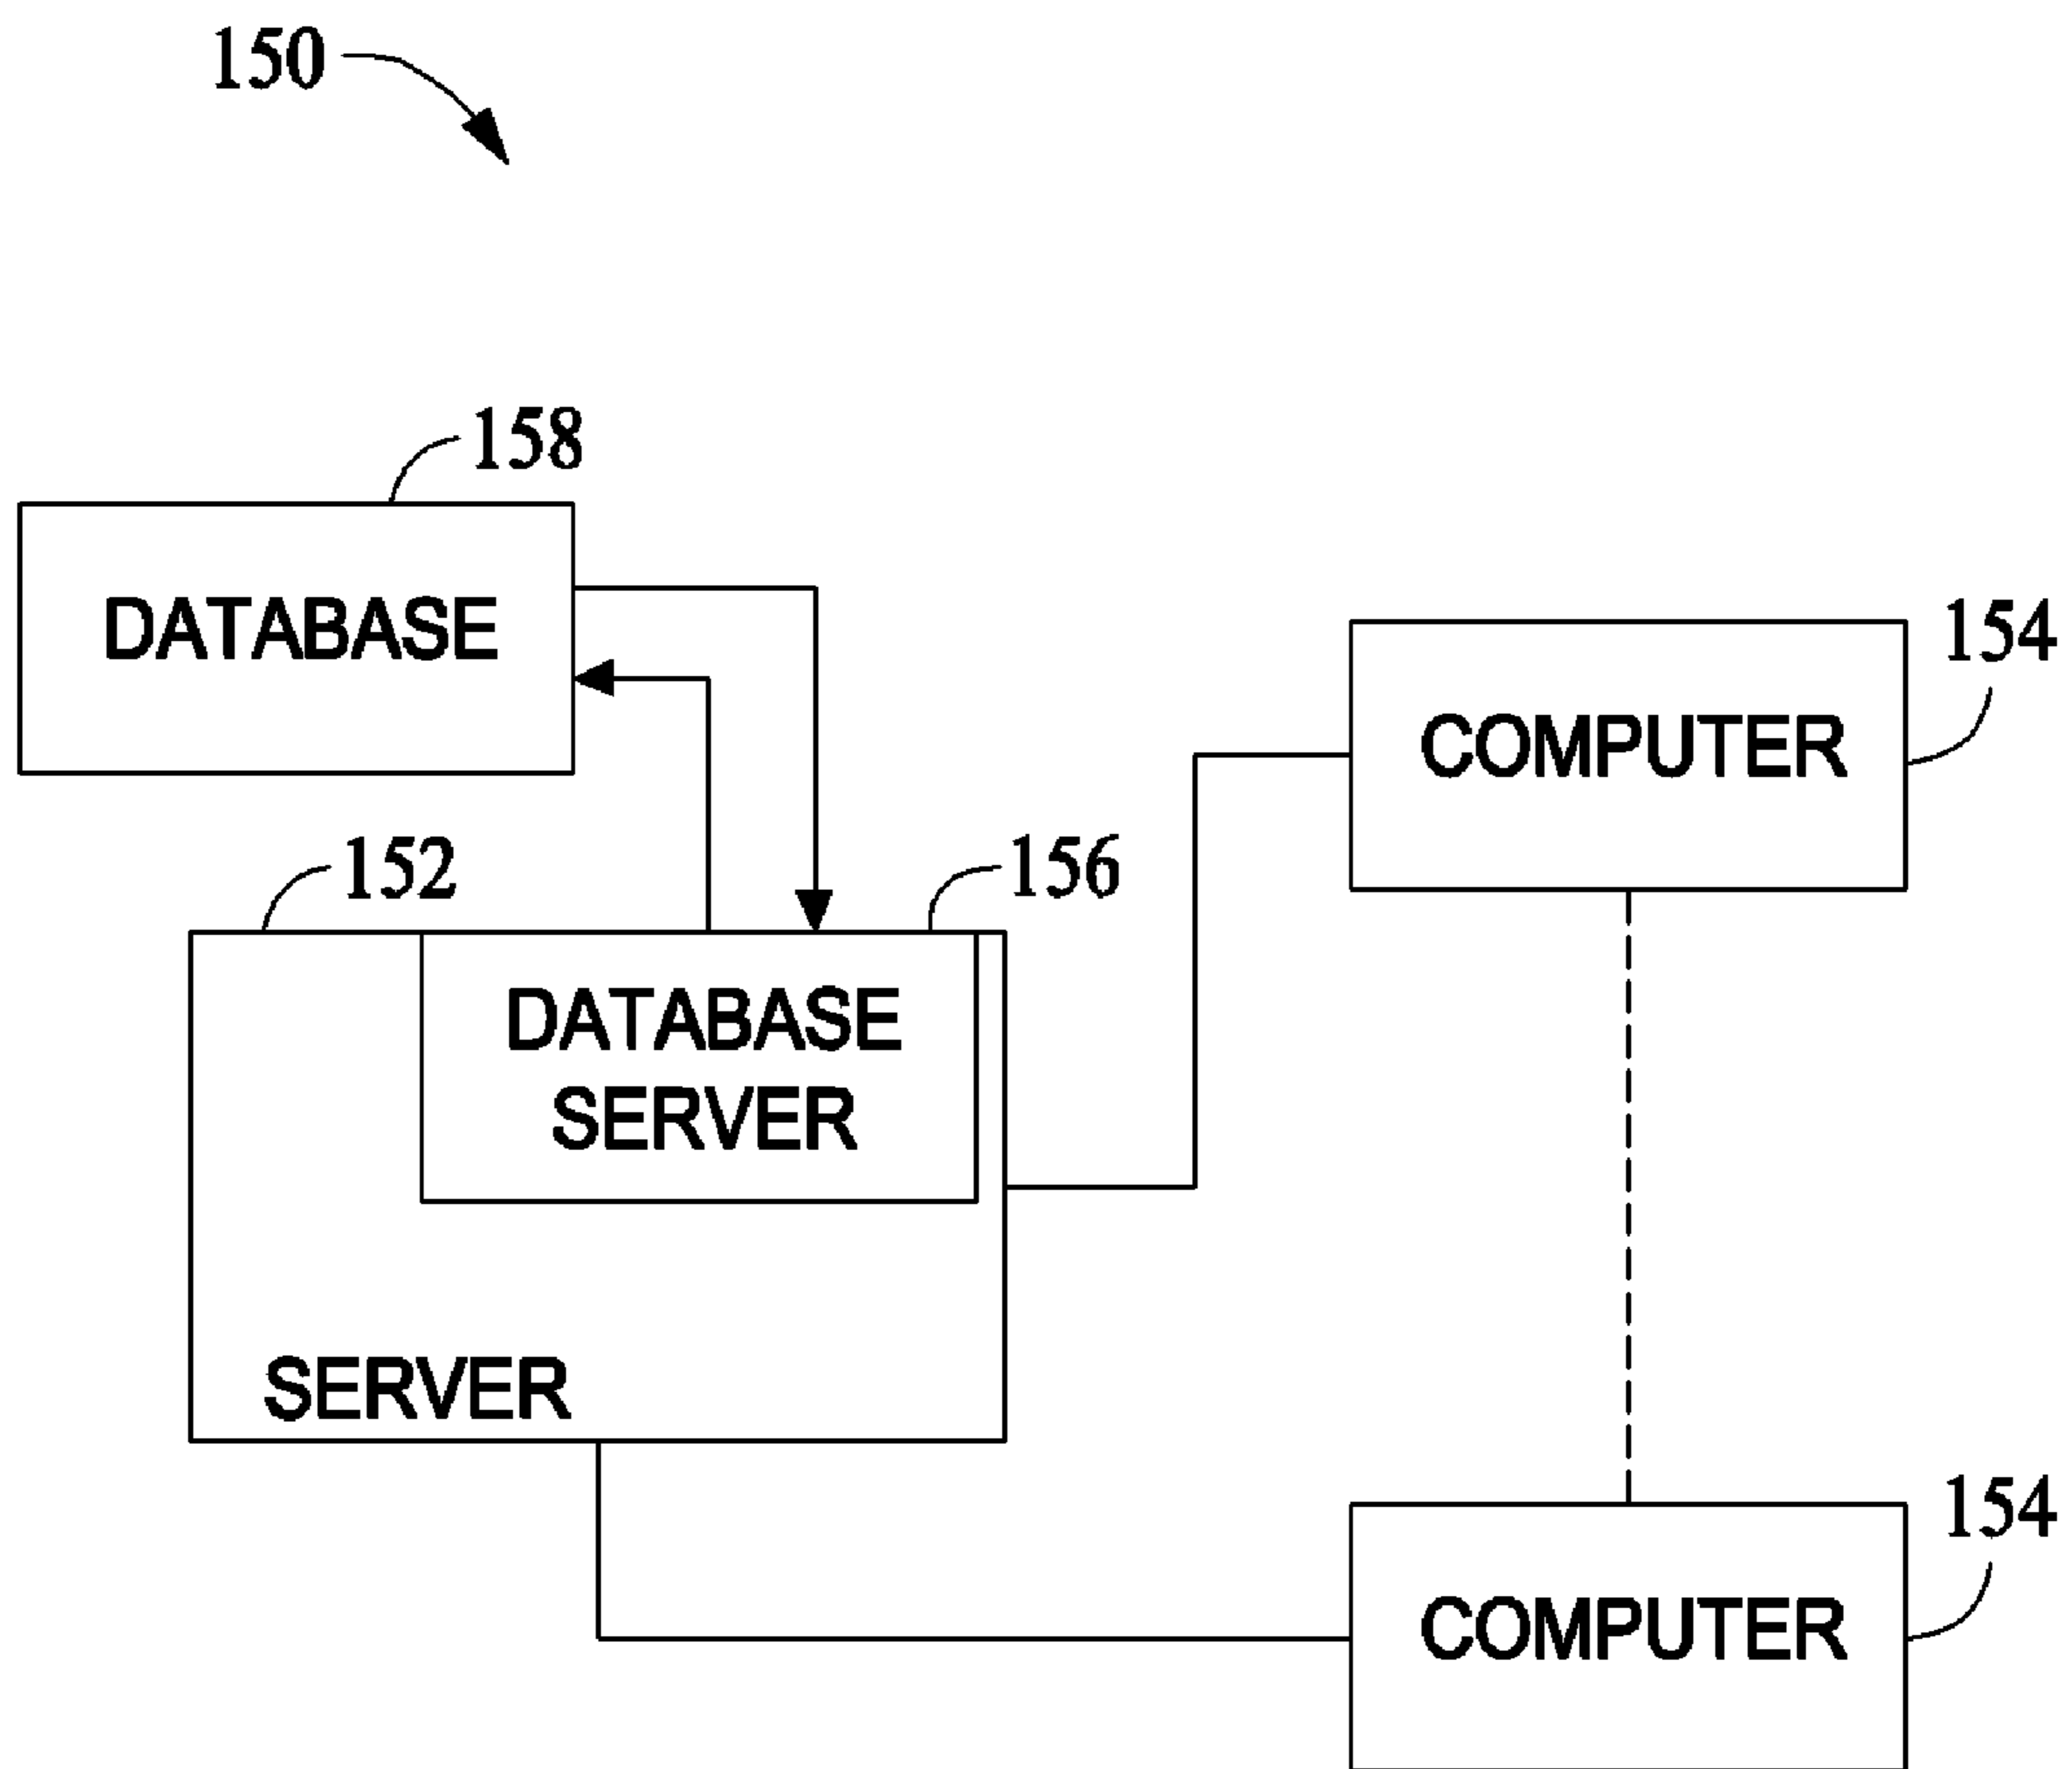 150
158
DATABASE
154
COMPUTER
152
156
DATABASE
SERVER
SERVER
154
COMPUTER